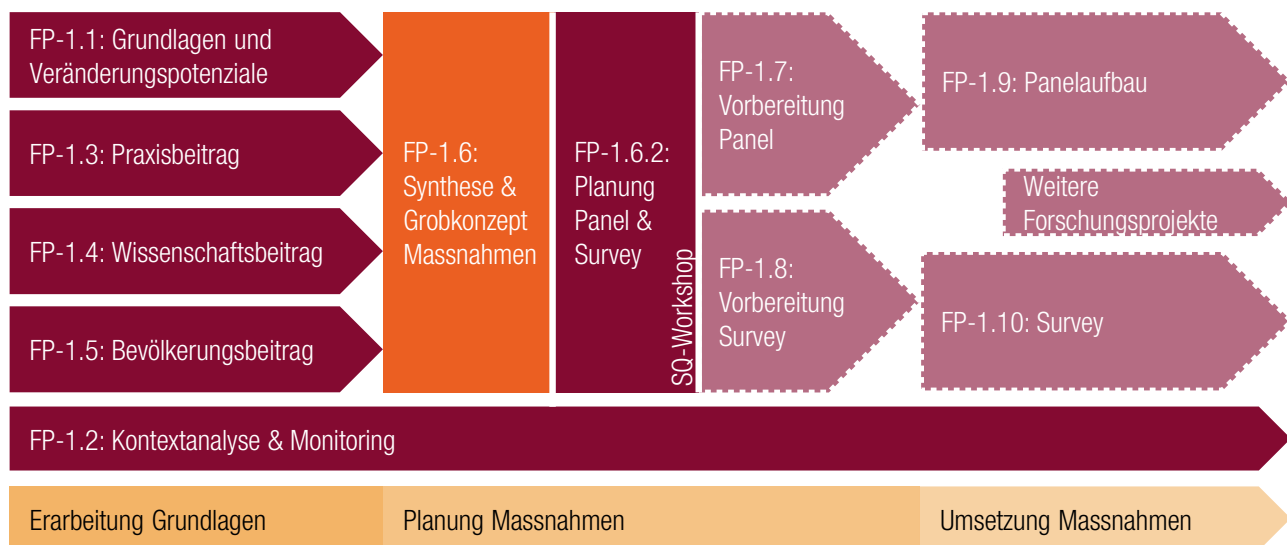 FP-1.1: Grundlagen und
Veränderungspotenziale
FP-1.3: Praxisbeitrag
FP-1.4: Wissenschaftsbeitrag
FP-1.5: Bevölkerungsbeitrag
FP-1.6:
Synthese &
Grobkonzept
Massnahmen
FP-1.6.2:
Planung
Panel &
Survey
SQ-Workshop
FP-1.7:
Vorbereitung
Panel
FP-1.8:
Vorbereitung
Survey
FP-1.9: Panelaufbau
Weitere
Forschungsprojekte
FP-1.10: Survey
FP-1.2: Kontextanalyse & Monitoring
Erarbeitung Grundlagen
Planung Massnahmen
Umsetzung Massnahmen